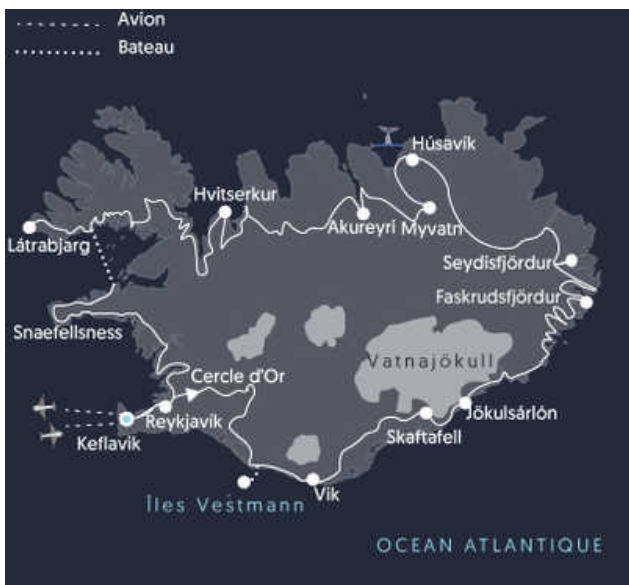 Avion
Bateau
Húsavík
Hvitserkur
Akureyri
Myvatn
Látrabjarg
Seydisfjördur
Faskrudsfjördur
Snaefellsness
Vatnajökull
Cercle d'Or
Reykjavík
Keflavik
Jökulsárlón
Skaftafell
Vik
Îles Vestmann
OCEAN ATLANTIQUE